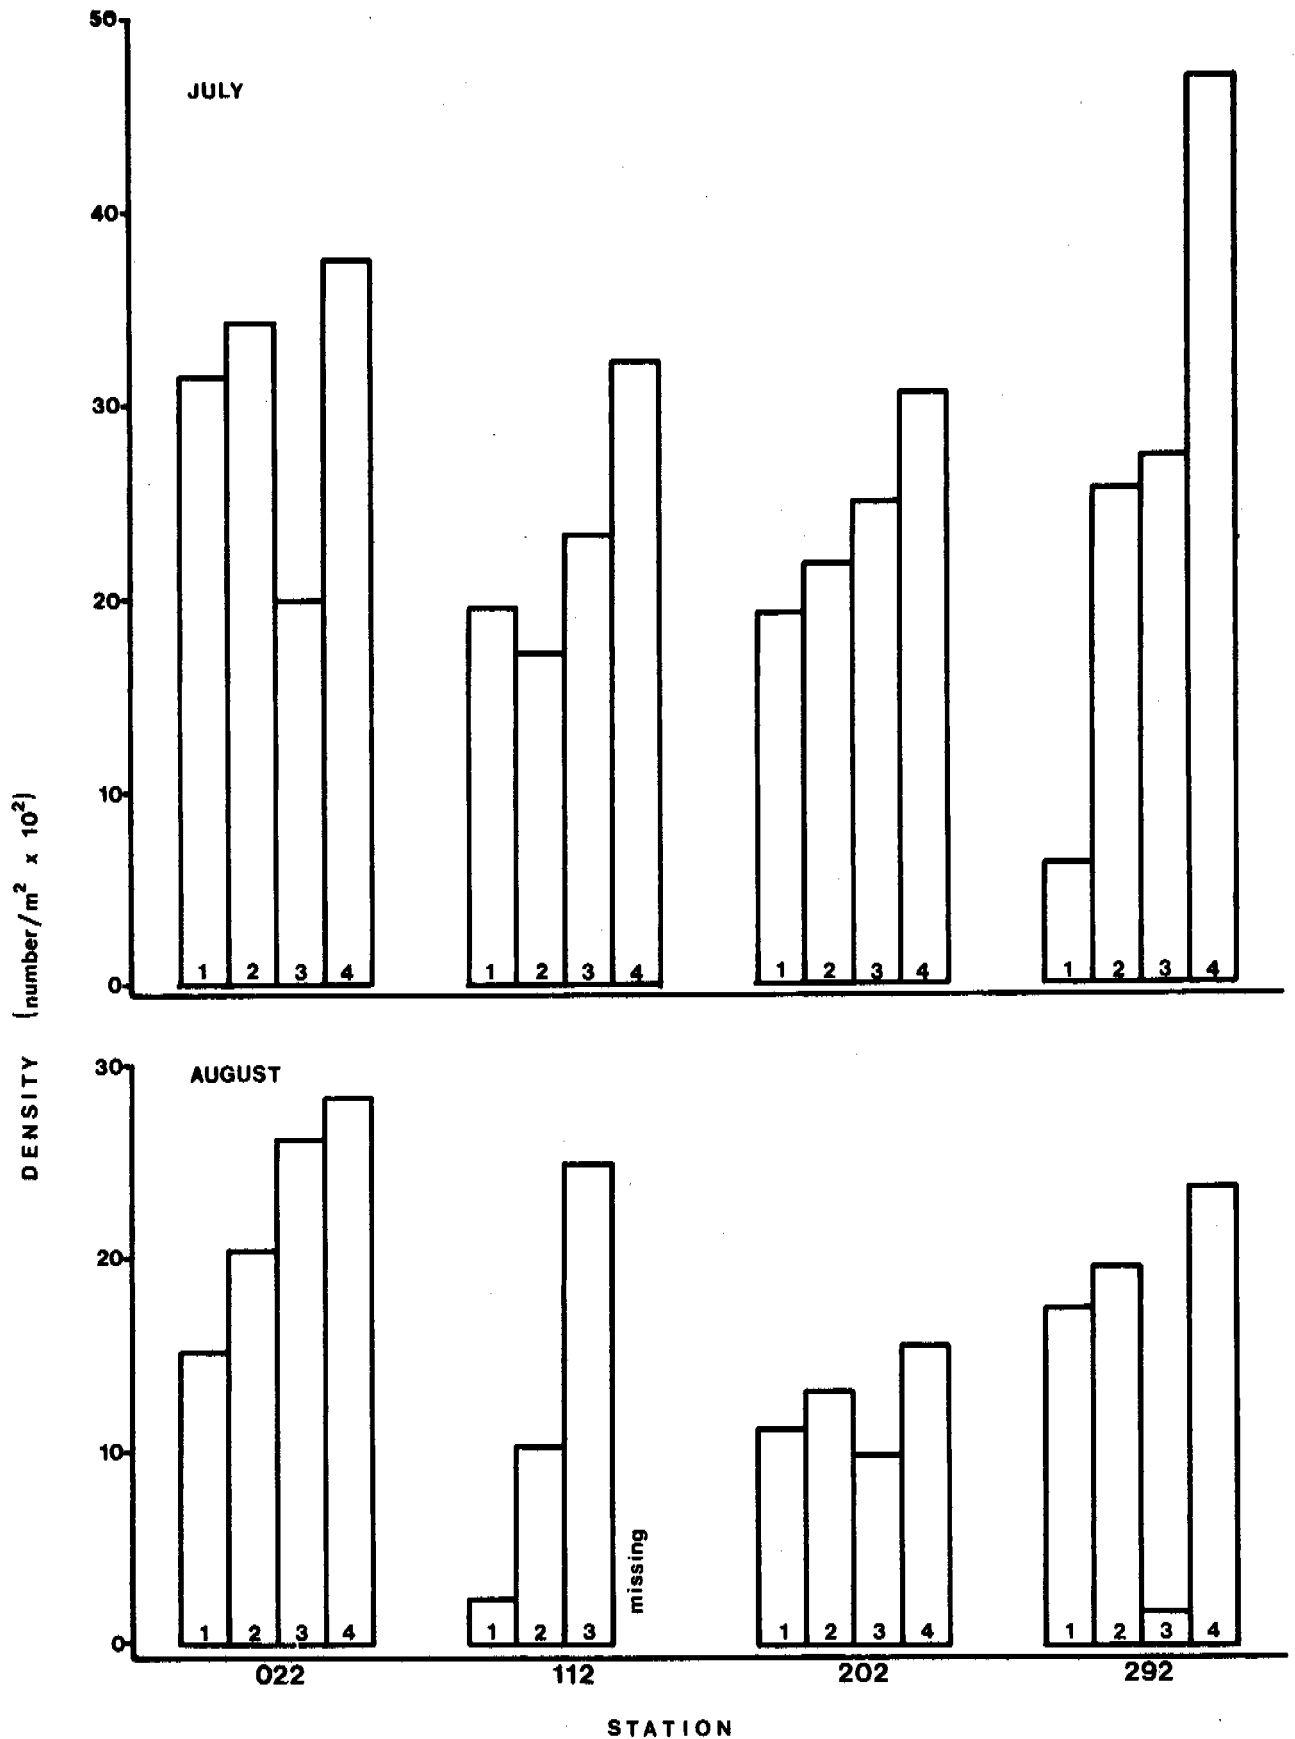 50
JULY
40
30
20
10
0
1 2 3 4 1 2 3 4 1 2 3 4 1 2 3 4
DENSITY (number/m² x 10²)
30
AUGUST
20
10
0
1 2 3 4 1 2 3 missing 1 2 3 4 1 2 3 4
022 112 202 292
STATION